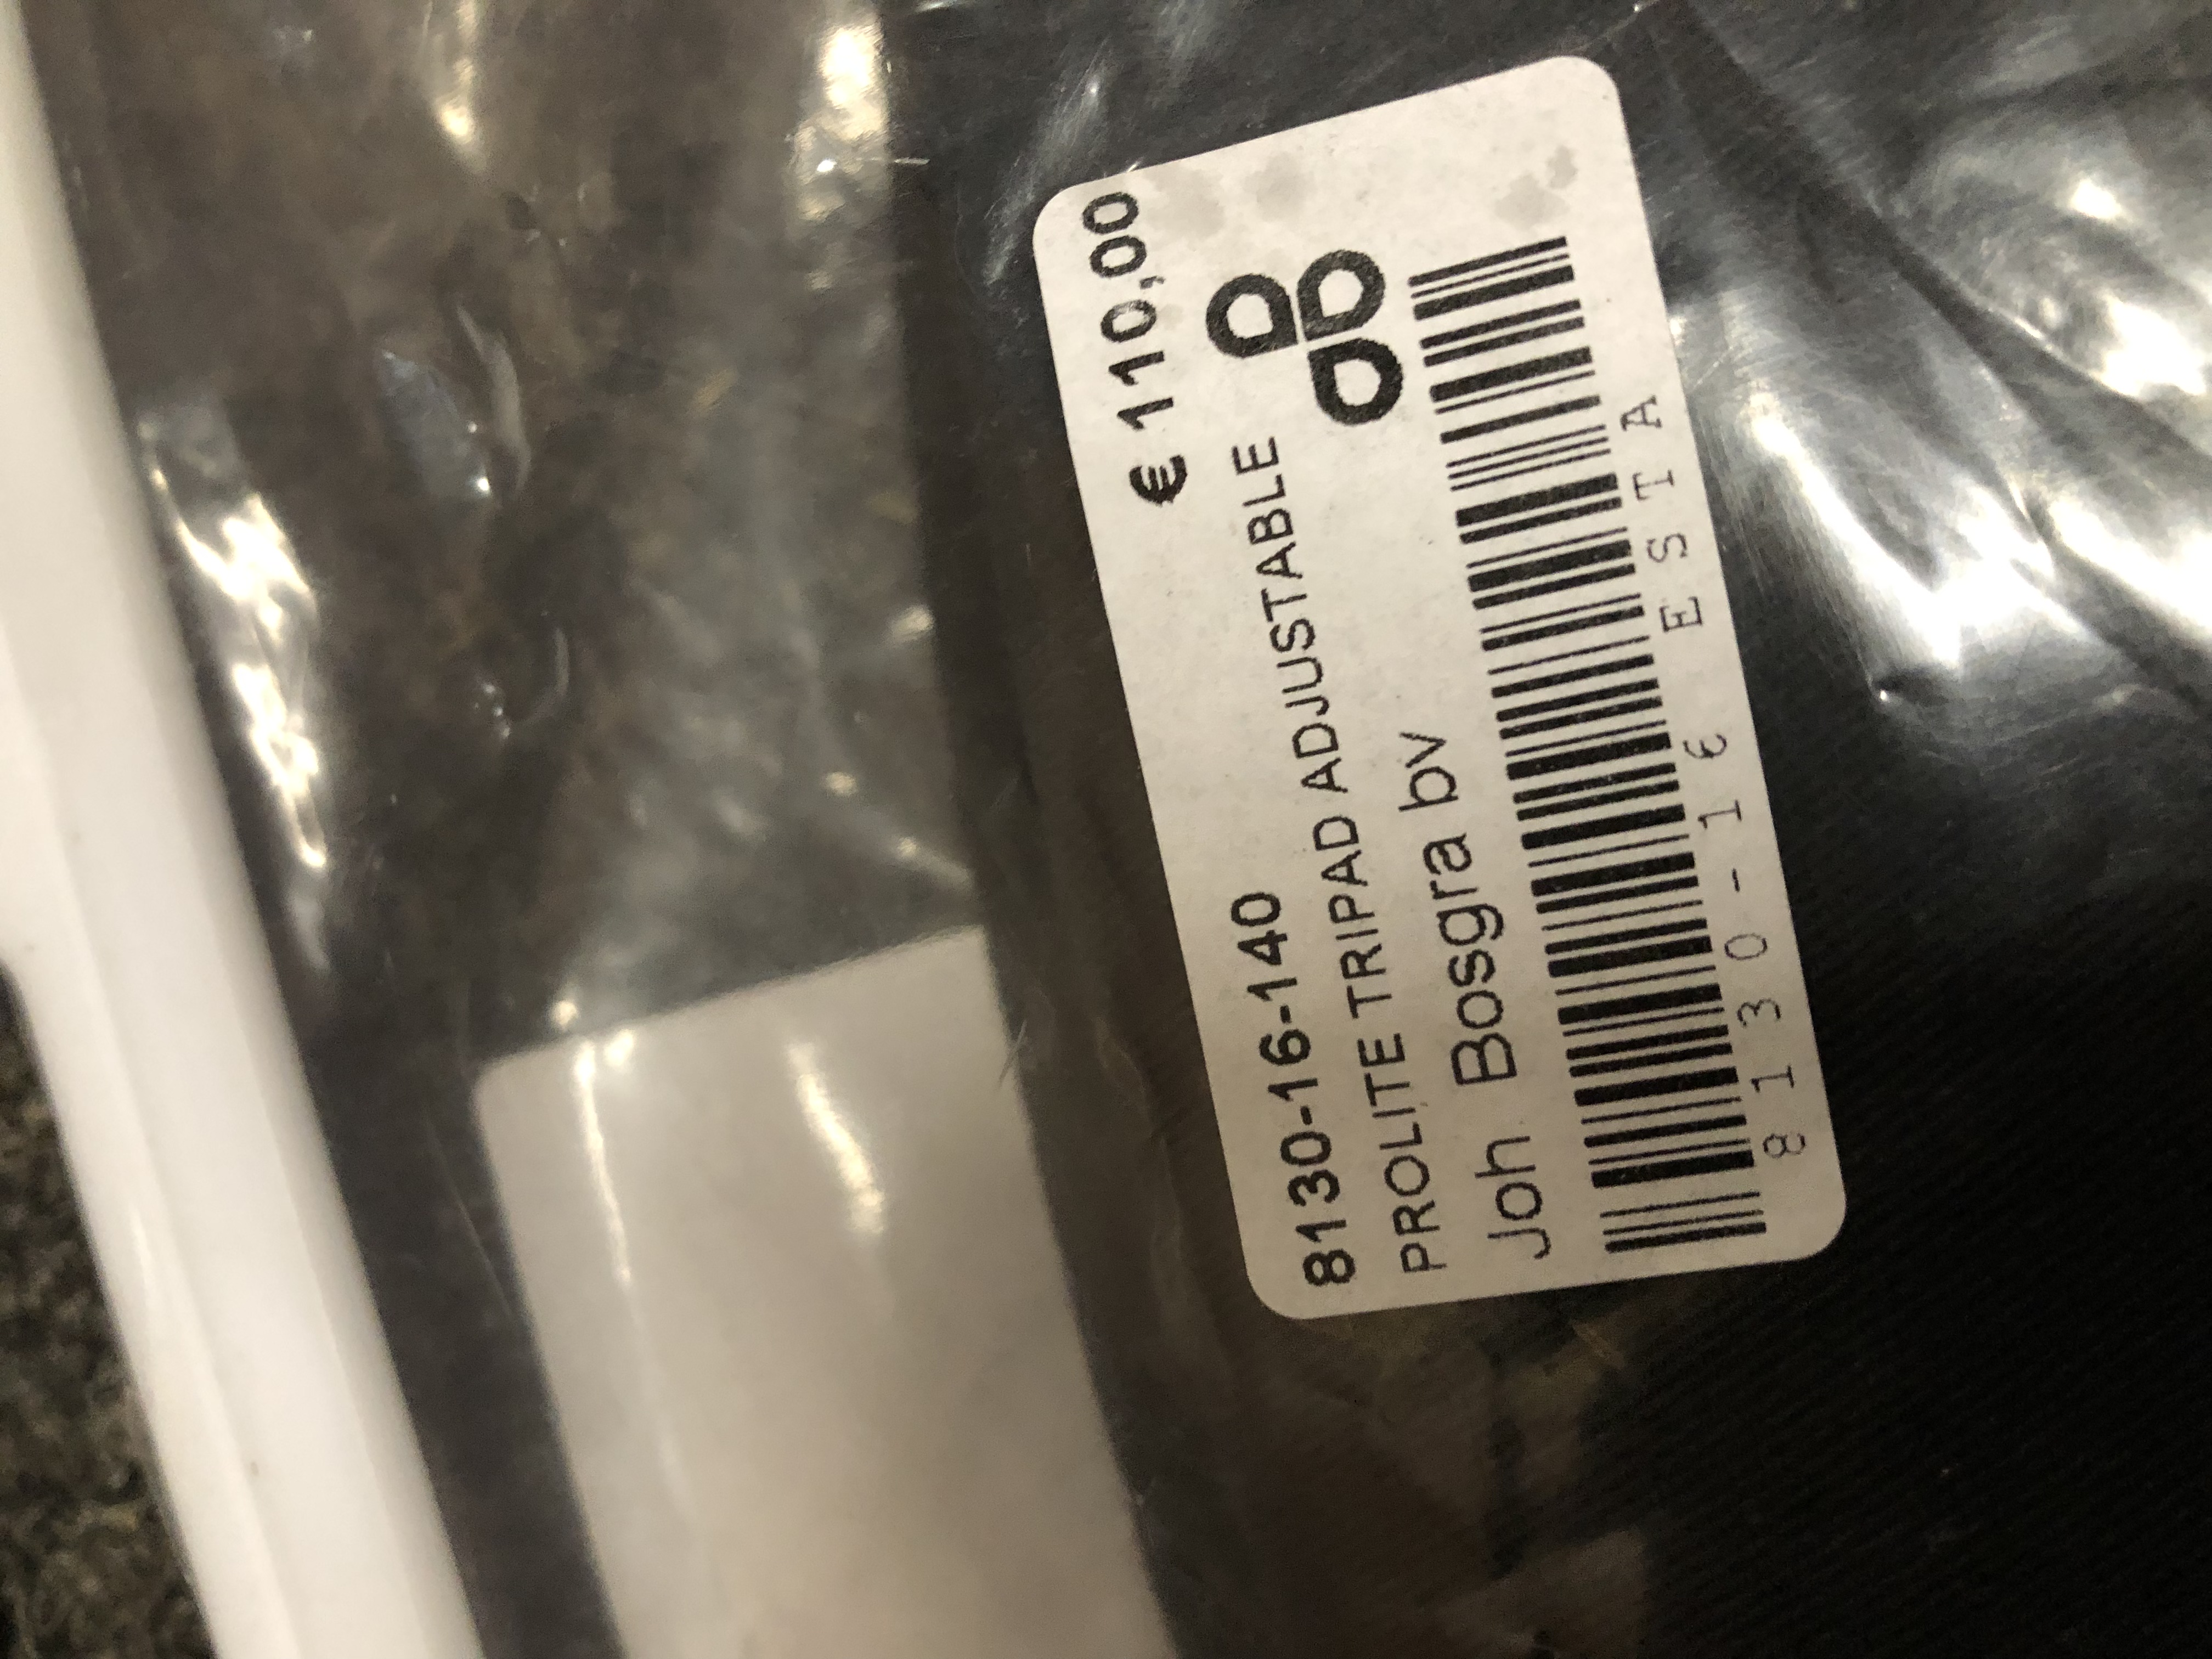 € 110,00
8130-16-140
PROLITE TRIPAD ADJUSTABLE
Joh Bosgra bv
8130-16 ESTA